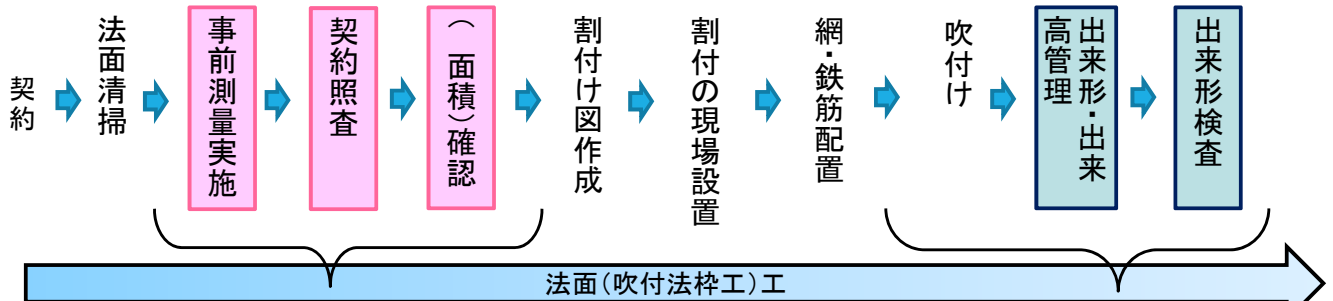 契約
法面清掃
事前測量実施
契約照査
( 面積)確認
割付け図作成
割付の現場設置
網・鉄筋配置
吹付け
出来形・出来
高管理
出来形検査
法面(吹付法枠工)工